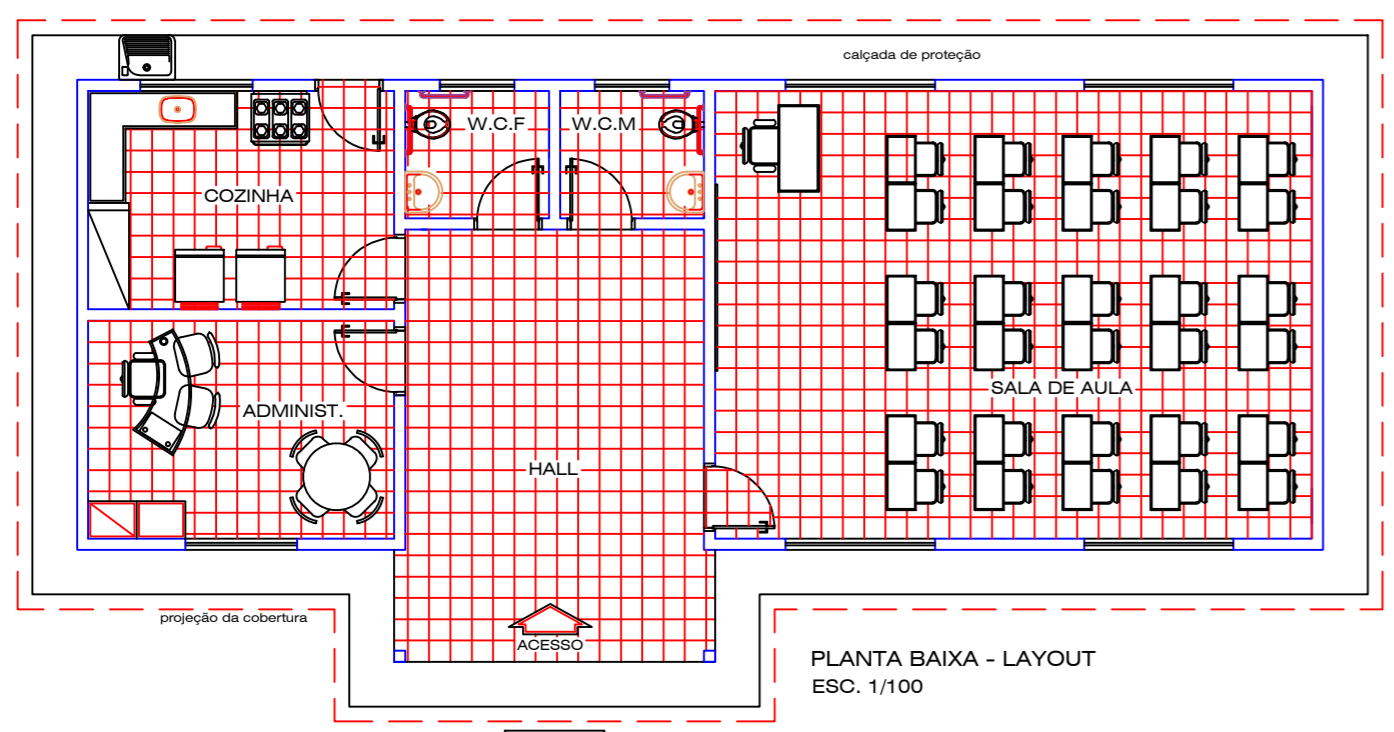 calçada de proteção
W.C.F
W.C.M
COZINHA
SALA DE AULA
ADMINIST.
HALL
projeção da cobertura
ACESSO
PLANTA BAIXA - LAYOUT
ESC. 1/100